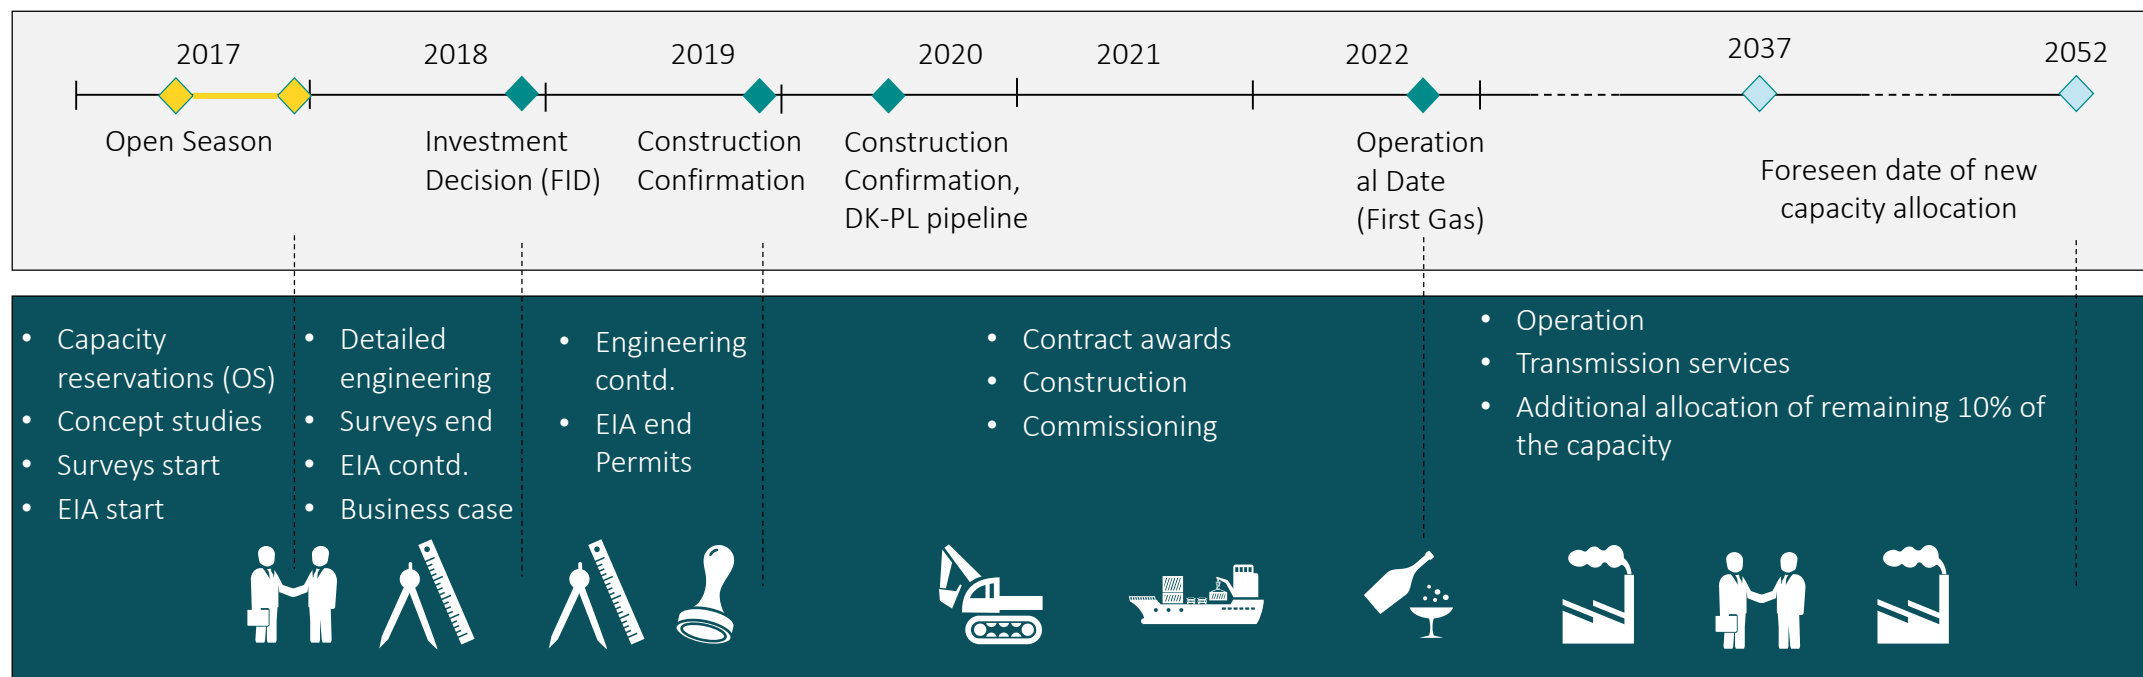 2017
2018
2019
2020
2021
2022
2037
2052
Open Season
Investment
Decision (FID)
Construction
Confirmation
Construction
Confirmation,
DK-PL pipeline
Operation
al Date
(First Gas)
Foreseen date of new
capacity allocation
• Capacity
reservations (OS)
• Concept studies
• Surveys start
• EIA start
• Detailed
engineering
• Surveys end
• EIA contd.
• Business case
• Engineering
contd.
• EIA end
Permits
• Contract awards
• Construction
• Commissioning
• Operation
• Transmission services
• Additional allocation of remaining 10% of
the capacity